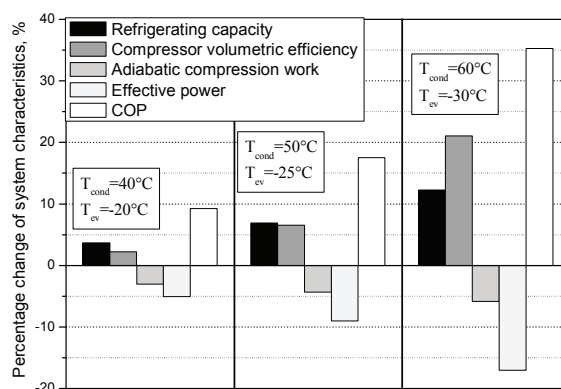 Percentage change of system characteristics, %
40
30
20
10
0
-10
-20
Refrigerating capacity
Compressor volumetric efficiency
Adiabatic compression work
Effective power
COP
T_cond=40°C
T_ev=-20°C
T_cond=50°C
T_ev=-25°C
T_cond=60°C
T_ev=-30°C